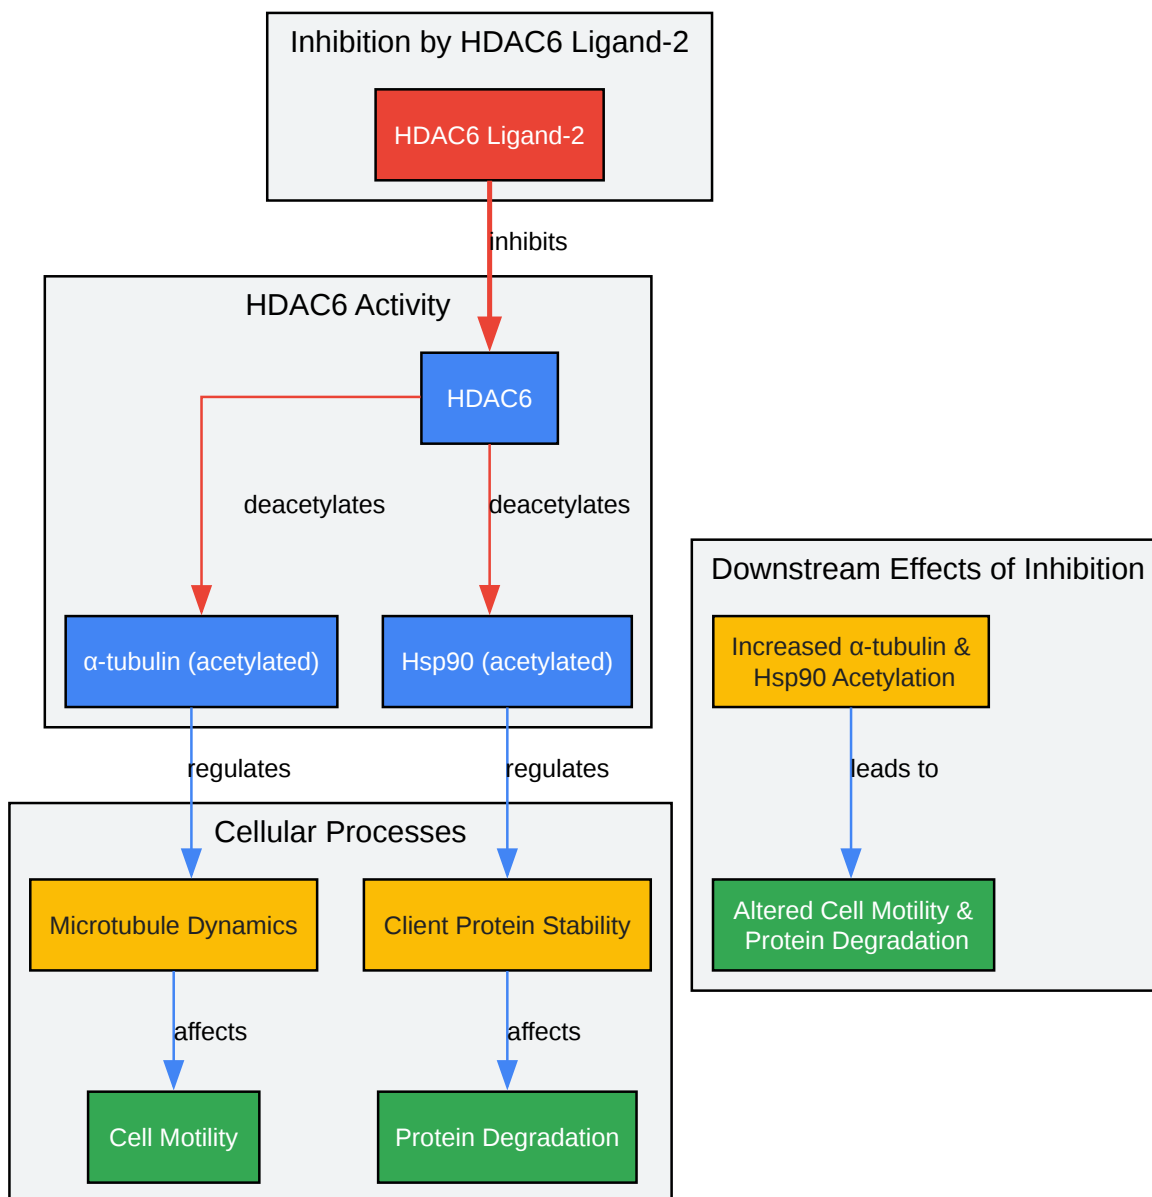 Inhibition by HDAC6 Ligand-2
HDAC6 Ligand-2
inhibits
HDAC6 Activity
HDAC6
deacetylates
deacetylates
α-tubulin (acetylated)
Hsp90 (acetylated)
regulates
regulates
Cellular Processes
Microtubule Dynamics
Client Protein Stability
affects
affects
Cell Motility
Protein Degradation
Downstream Effects of Inhibition
Increased α-tubulin &
Hsp90 Acetylation
leads to
Altered Cell Motility &
Protein Degradation